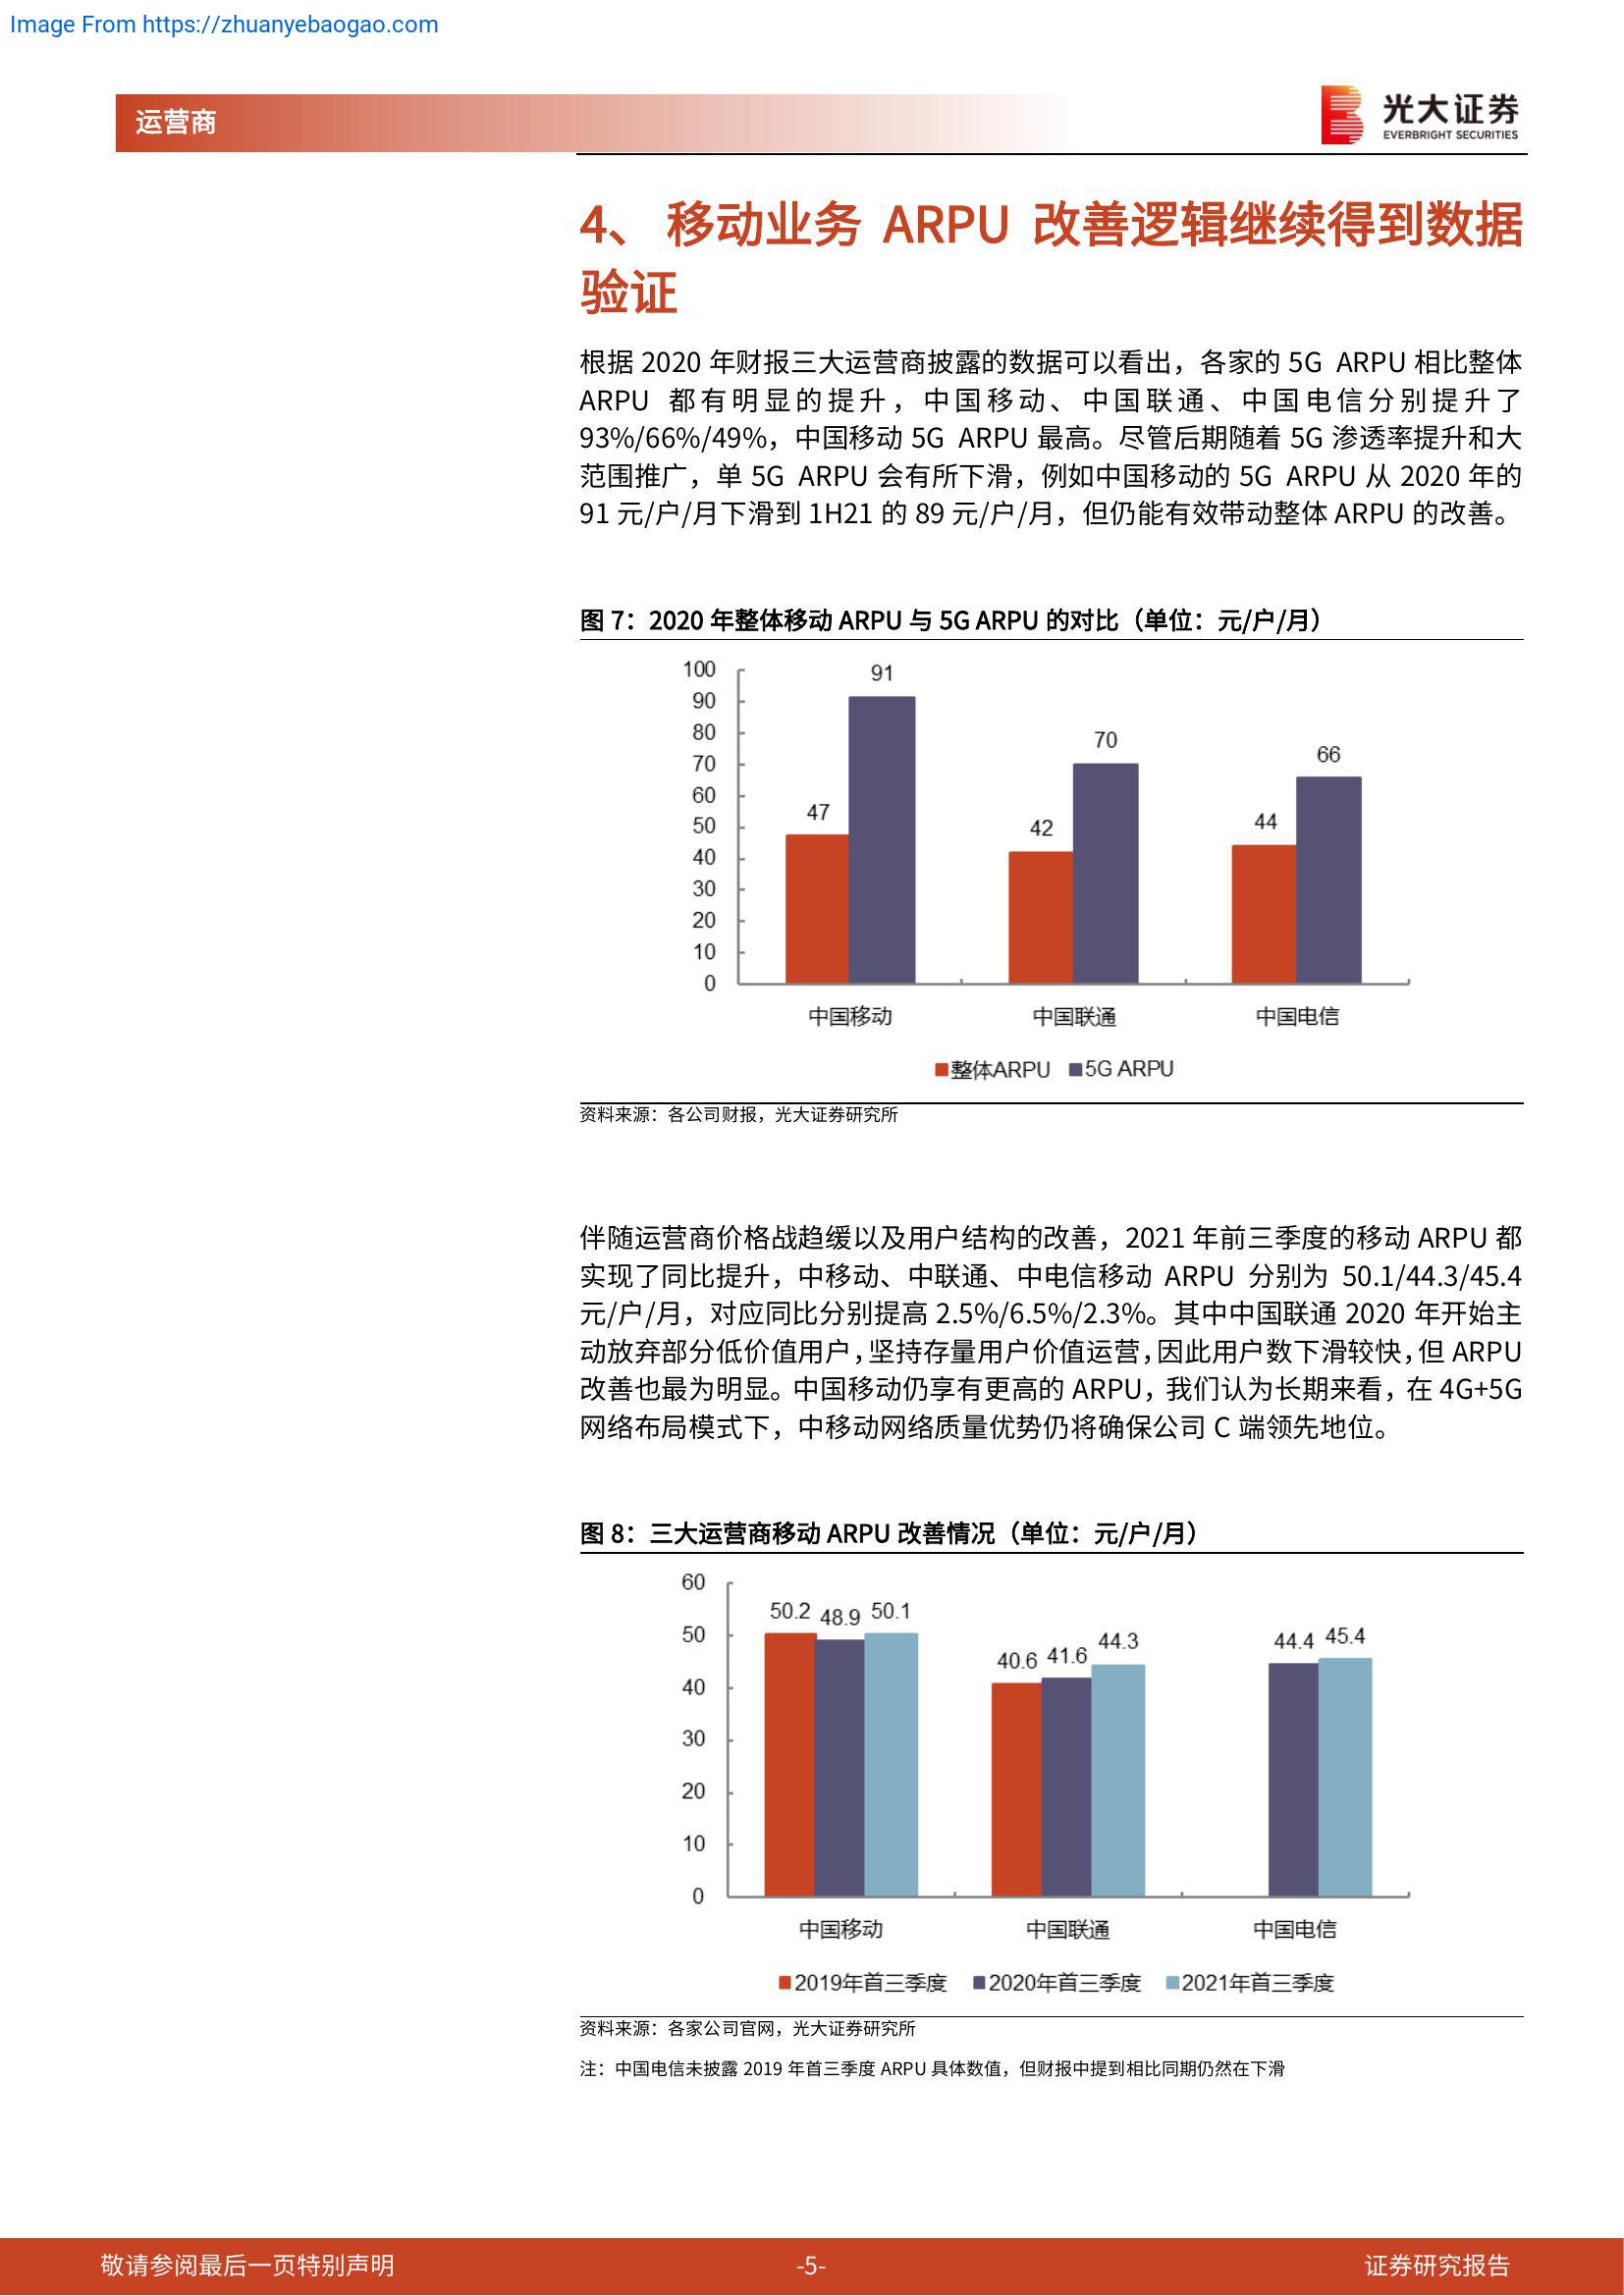 Image From https://zhuanyebaogao.com
运营商
光大证券
EVERBRIGHT SECURITIES
4、 移动业务 ARPU 改善逻辑继续得到数据
验证
根据 2020 年财报三大运营商披露的数据可以看出，各家的 5G ARPU 相比整体
ARPU 都有明显的提升，中国移动、中国联通、中国电信分别提升了
93%/66%/49%，中国移动 5G ARPU 最高。尽管后期随着 5G 渗透率提升和大
范围推广，单 5G ARPU 会有所下滑，例如中国移动的 5G ARPU 从 2020 年的
91 元/户/月下滑到 1H21 的 89 元/户/月，但仍能有效带动整体 ARPU 的改善。
图 7：2020 年整体移动 ARPU 与 5G ARPU 的对比（单位：元/户/月）
100
90
80
70
60
50
40
30
20
10
0
47
91
42
70
44
66
中国移动 中国联通 中国电信
整体ARPU 5G ARPU
资料来源：各公司财报，光大证券研究所
伴随运营商价格战趋缓以及用户结构的改善，2021 年前三季度的移动 ARPU 都
实现了同比提升，中移动、中联通、中电信移动 ARPU 分别为 50.1/44.3/45.4
元/户/月，对应同比分别提高 2.5%/6.5%/2.3%。其中中国联通 2020 年开始主
动放弃部分低价值用户，坚持存量用户价值运营，因此用户数下滑较快，但 ARPU
改善也最为明显。中国移动仍享有更高的 ARPU，我们认为长期来看，在 4G+5G
网络布局模式下，中移动网络质量优势仍将确保公司 C 端领先地位。
图 8：三大运营商移动 ARPU 改善情况（单位：元/户/月）
60
50
40
30
20
10
0
50.2 48.9 50.1
40.6 41.6 44.3
44.4 45.4
中国移动 中国联通 中国电信
2019年首三季度 2020年首三季度 2021年首三季度
资料来源：各家公司官网，光大证券研究所
注：中国电信未披露 2019 年首三季度 ARPU 具体数值，但财报中提到相比同期仍然在下滑
敬请参阅最后一页特别声明 -5- 证券研究报告